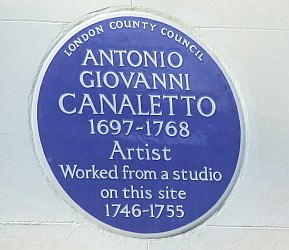 LONDON COUNTY COUNCIL
ANTONIO
GIOVANNI
CANALETTO
1697-1768
Artist
Worked from a studio
on this site
1746-1755